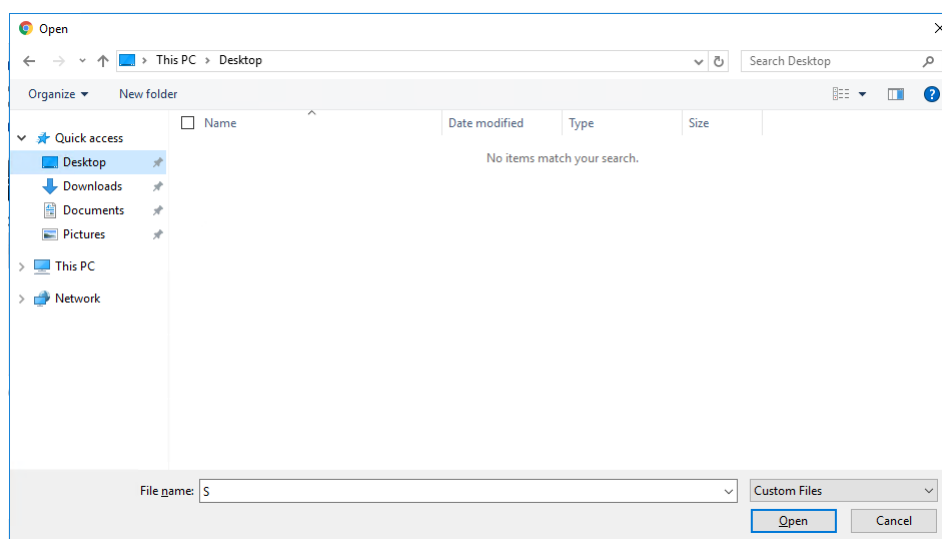 Open
This PC > Desktop
Search Desktop
Organize
New folder
?
Name
Date modified
Type
Size
No items match your search.
Quick access
Desktop
Downloads
Documents
Pictures
This PC
Network
File name: S
Custom Files
Open
Cancel